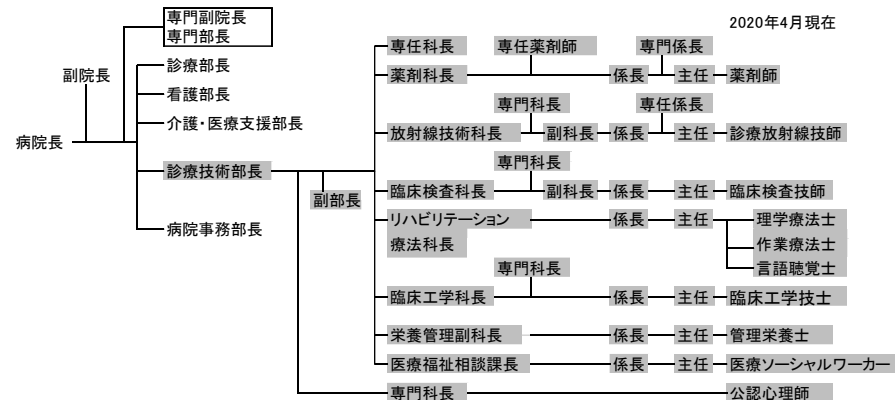 2020年4月現在
専門副院長
専門部長
副院長
病院長
診療部長
看護部長
介護・医療支援部長
診療技術部長
病院事務部長
副部長
専任科長 専任薬剤師 専門係長
薬剤科長 係長 主任 薬剤師
専門科長 専任係長
放射線技術科長 副科長 係長 主任 診療放射線技師
専門科長
臨床検査科長 副科長 係長 主任 臨床検査技師
リハビリテーション 係長 主任 理学療法士
療法科長 作業療法士
言語聴覚士
専門科長
臨床工学科長 係長 主任 臨床工学技士
栄養管理副科長 係長 主任 管理栄養士
医療福祉相談課長 係長 主任 医療ソーシャルワーカー
専門科長 公認心理師